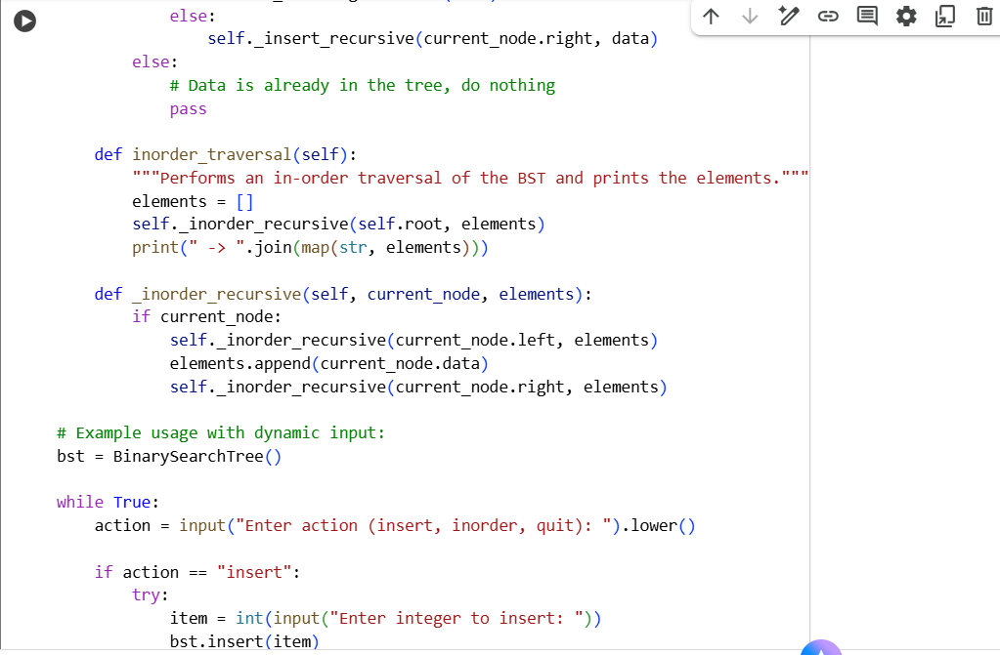 else:
self._insert_recursive(current_node.right, data)
else:
# Data is already in the tree, do nothing
pass
def inorder_traversal(self):
"""Performs an in-order traversal of the BST and prints the elements."""
elements = []
self._inorder_recursive(self.root, elements)
print(" -> ".join(map(str, elements)))
def _inorder_recursive(self, current_node, elements):
if current_node:
self._inorder_recursive(current_node.left, elements)
elements.append(current_node.data)
self._inorder_recursive(current_node.right, elements)
# Example usage with dynamic input:
bst = BinarySearchTree()
while True:
action = input("Enter action (insert, inorder, quit): ").lower()
if action == "insert":
try:
item = int(input("Enter integer to insert: "))
bst.insert(item)